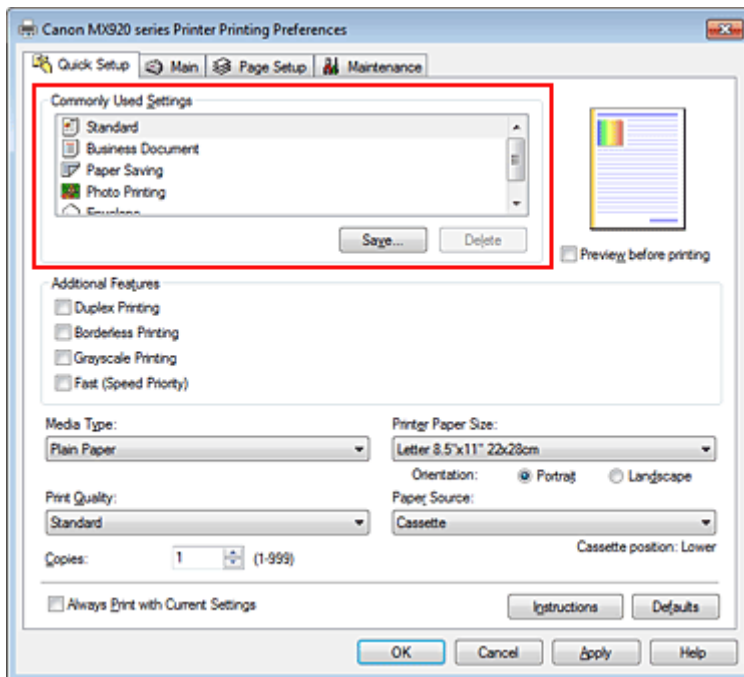 Canon MX920 series Printer Printing Preferences
Quick Setup Main Page Setup Maintenance
Commonly Used Settings
Standard
Business Document
Paper Saving
Photo Printing
Envelope
Save... Delete
Preview before printing
Addtional Features
Duplex Printing
Borderless Printing
Grayscale Printing
Fast (Speed Priority)
Media Type: Printer Paper Size:
Plain Paper Letter 8.5"x11" 22x28cm
Orientation: Portrait Landscape
Print Quality: Paper Source:
Standard Cassette
Cassette position: Lower
Copies: 1 (1-999)
Always Print with Current Settings Instructions Defaults
OK Cancel Apply Help